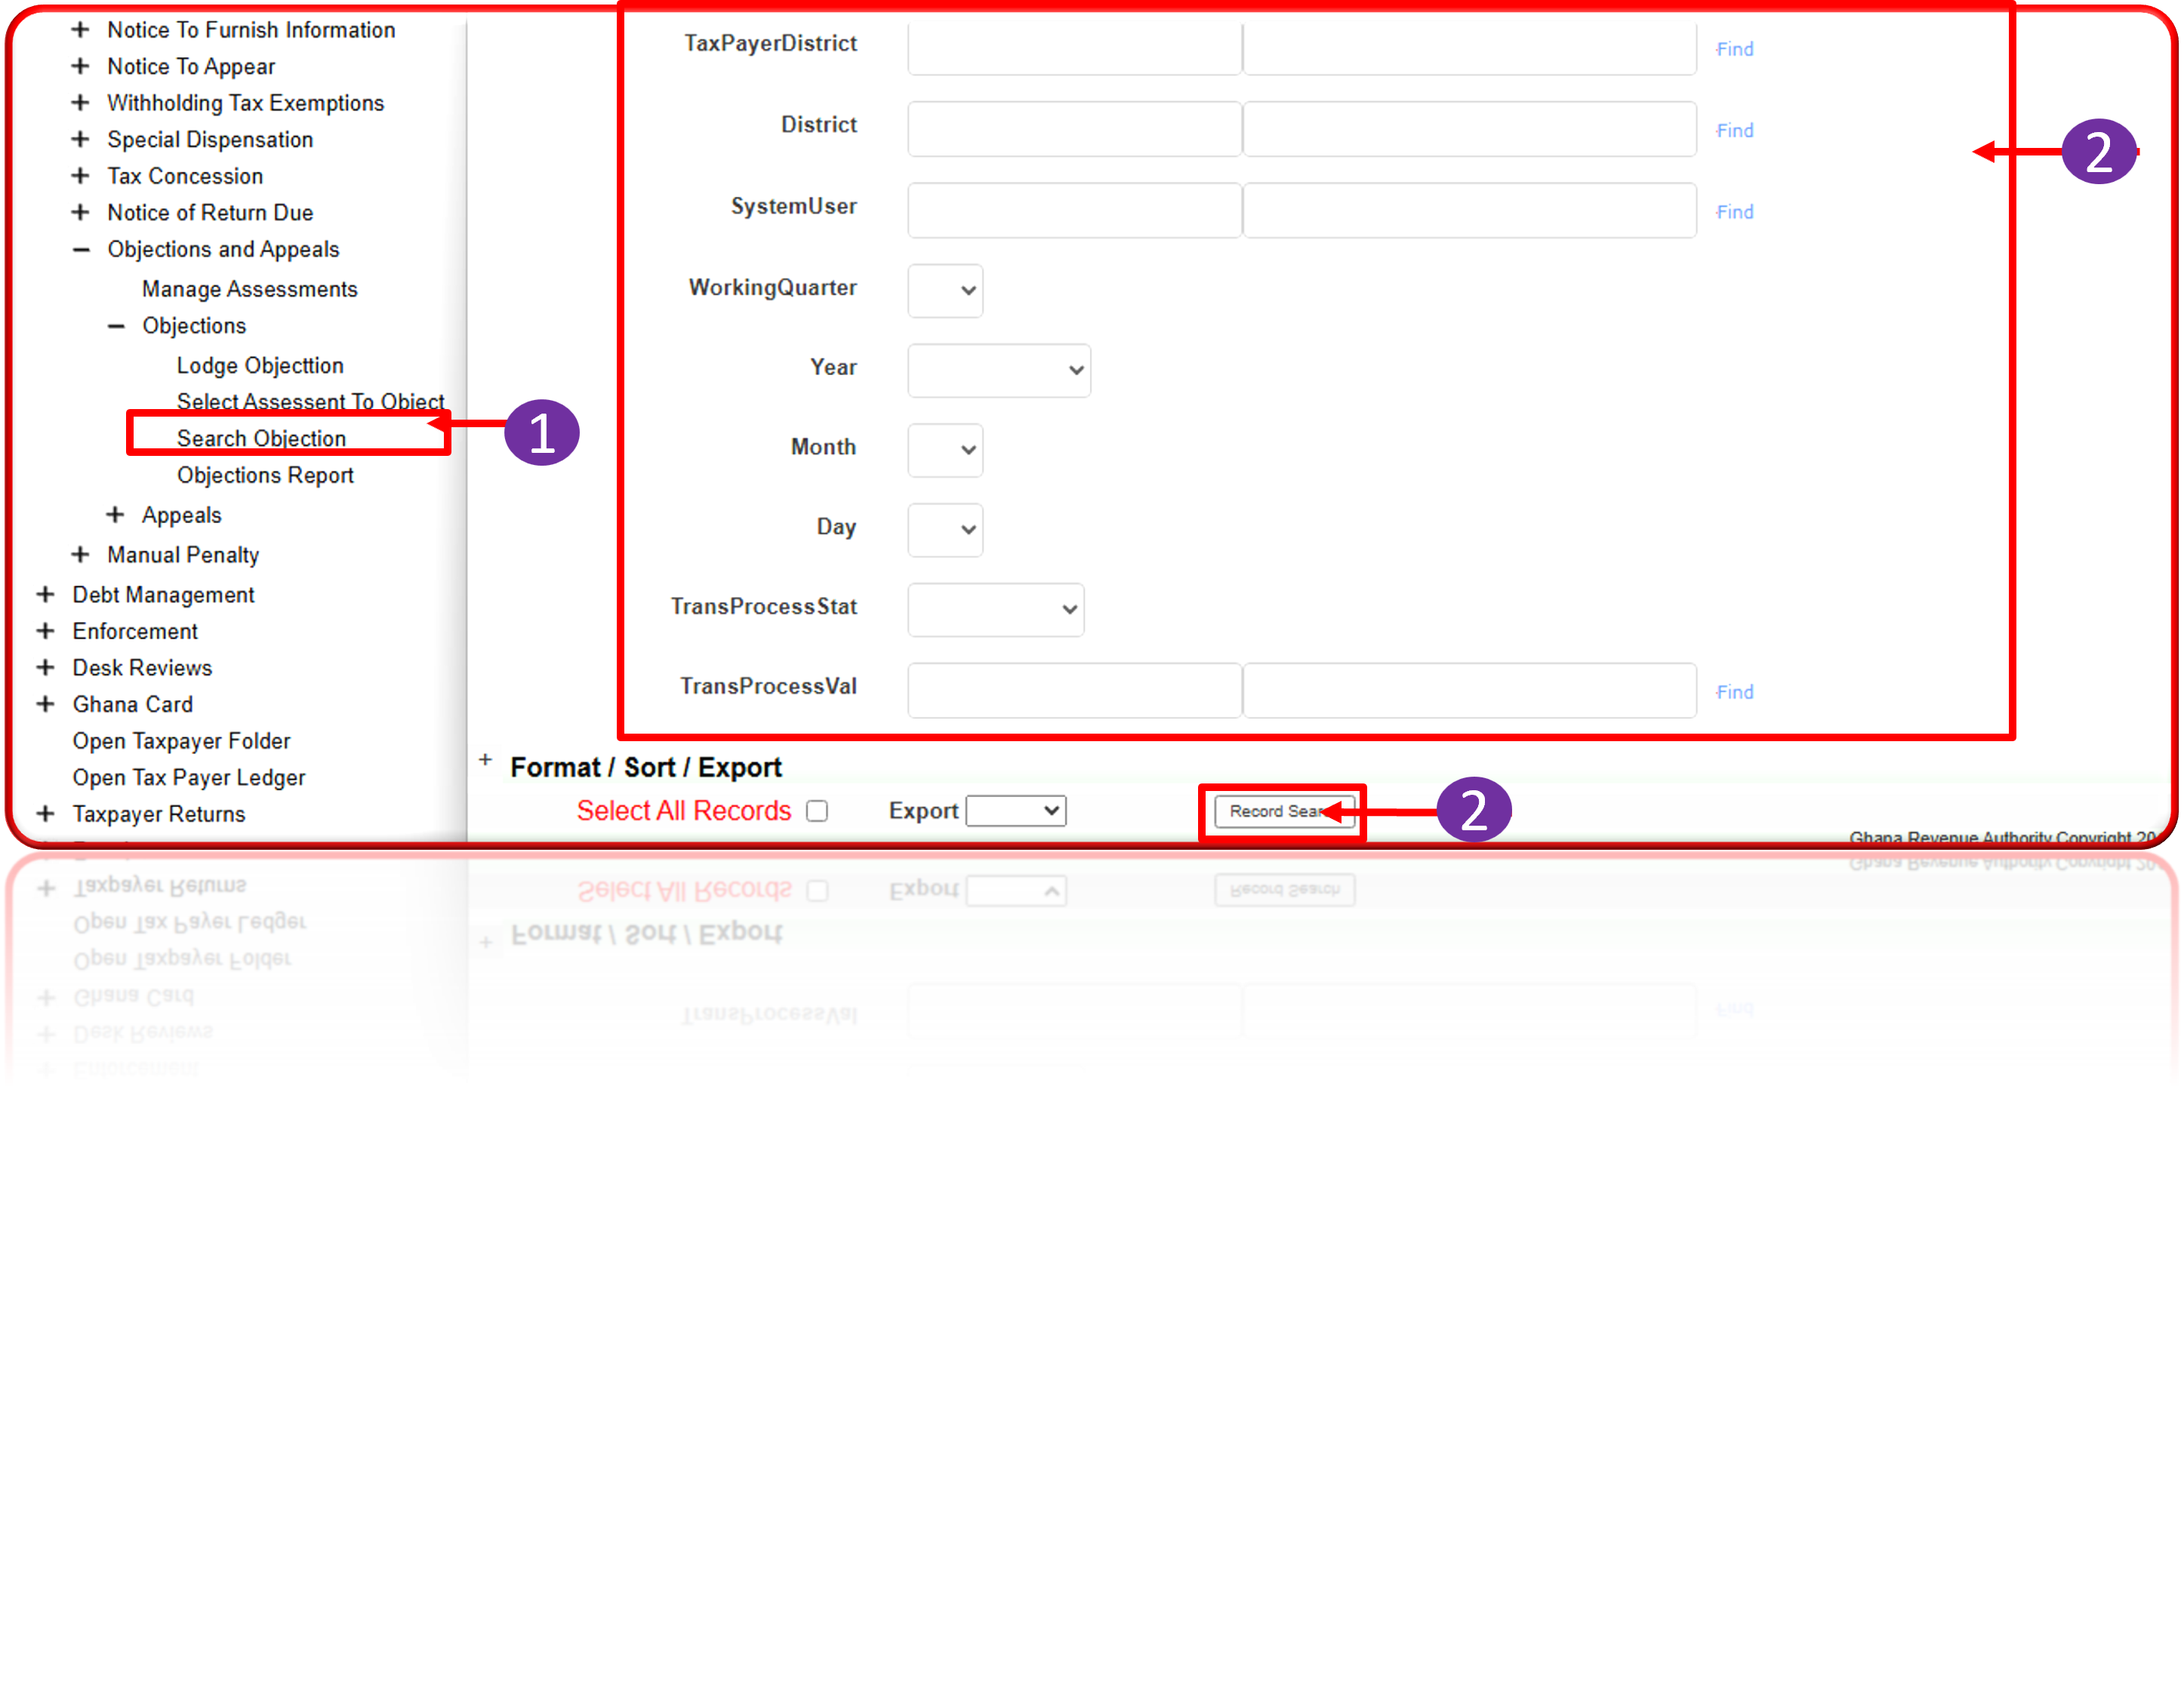 Notice To Furnish Information
Notice To Appear
Withholding Tax Exemptions
Special Dispensation
Tax Concession
Notice of Return Due
Objections and Appeals
Manage Assessments
Objections
Lodge Objecttion
Select Assessent To Object
Search Objection
Objections Report
Appeals
Manual Penalty
Debt Management
Enforcement
Desk Reviews
Ghana Card
Open Taxpayer Folder
Open Tax Payer Ledger
Taxpayer Returns
1
TaxPayerDistrict
Find
District
Find
2
SystemUser
Find
WorkingQuarter
Year
Month
Day
TransProcessStat
TransProcessVal
Find
Format / Sort / Export
Select All Records
Export
Record Sear
2
Ghana Revenue Authority Copyright 20